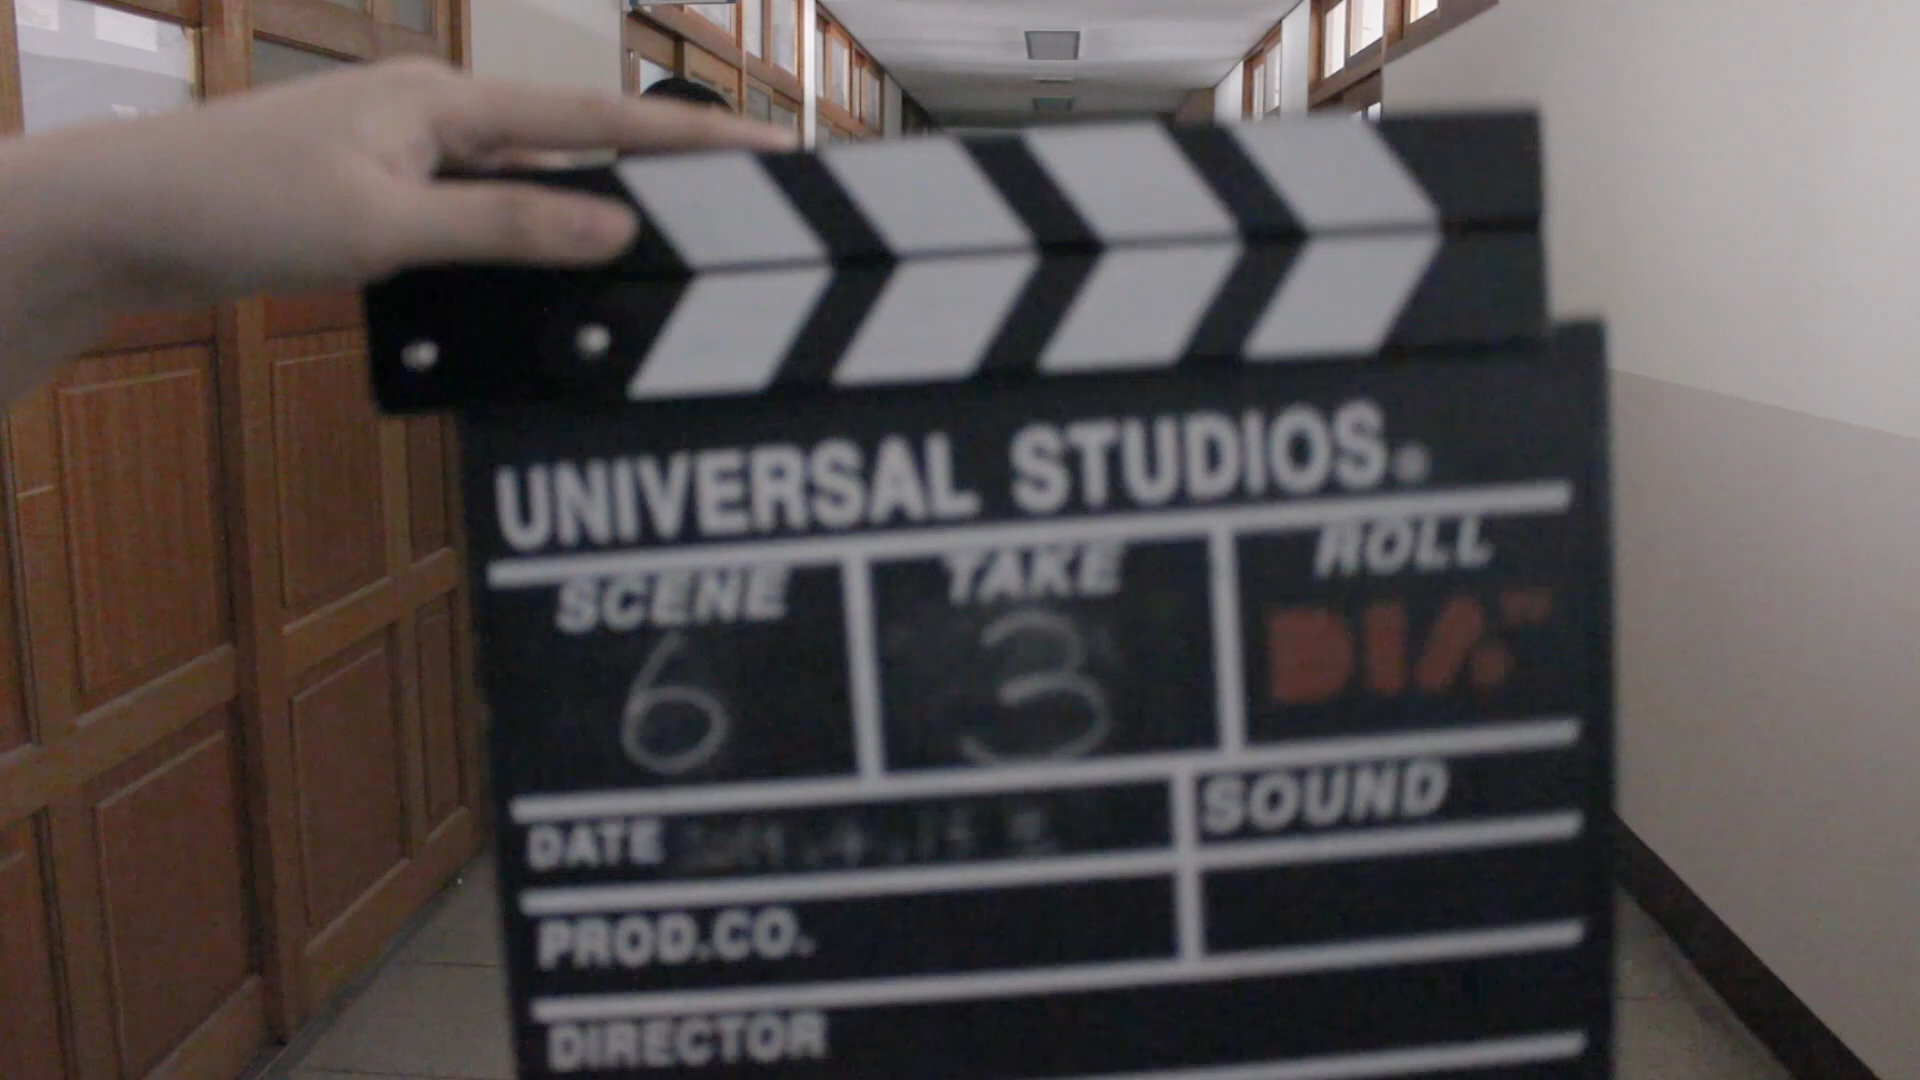 UNIVERSAL STUDIOS®
SCENE TAKE ROLL
6 3
SOUND
DATE
PROD.CO.
DIRECTOR